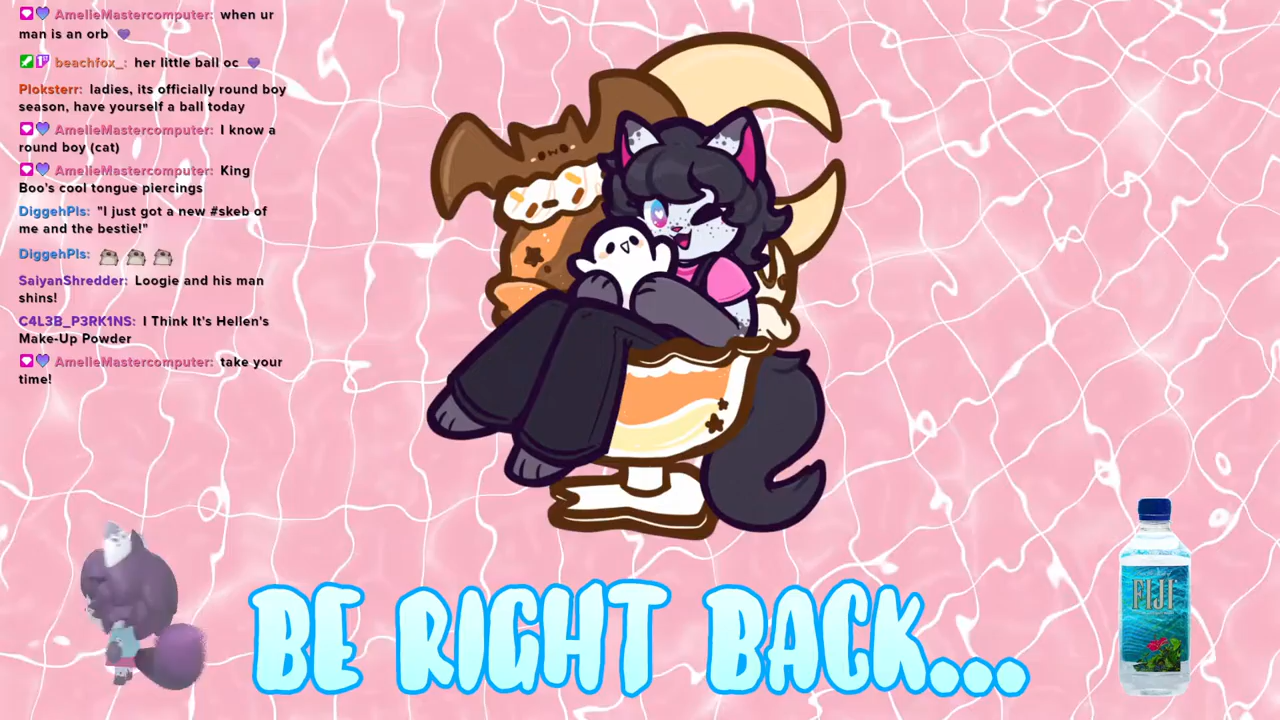 AmelieMastercomputer: when ur
man is an orb
beachfox_: her little ball oc
Ploksterr: ladies, its officially round boy
season, have yourself a ball today
AmelieMastercomputer: I know a
round boy (cat)
AmelieMastercomputer: King
Boo's cool tongue piercings
DiggehPls: "I just got a new #skeb of
me and the bestie!"
DiggehPls:
SaiyanShredder: Loogie and his man
shins!
C4L3B_P3RK1NS: I Think It's Hellen's
Make-Up Powder
AmelieMastercomputer: take your
time!
FIJI
BE RIGHT BACK...